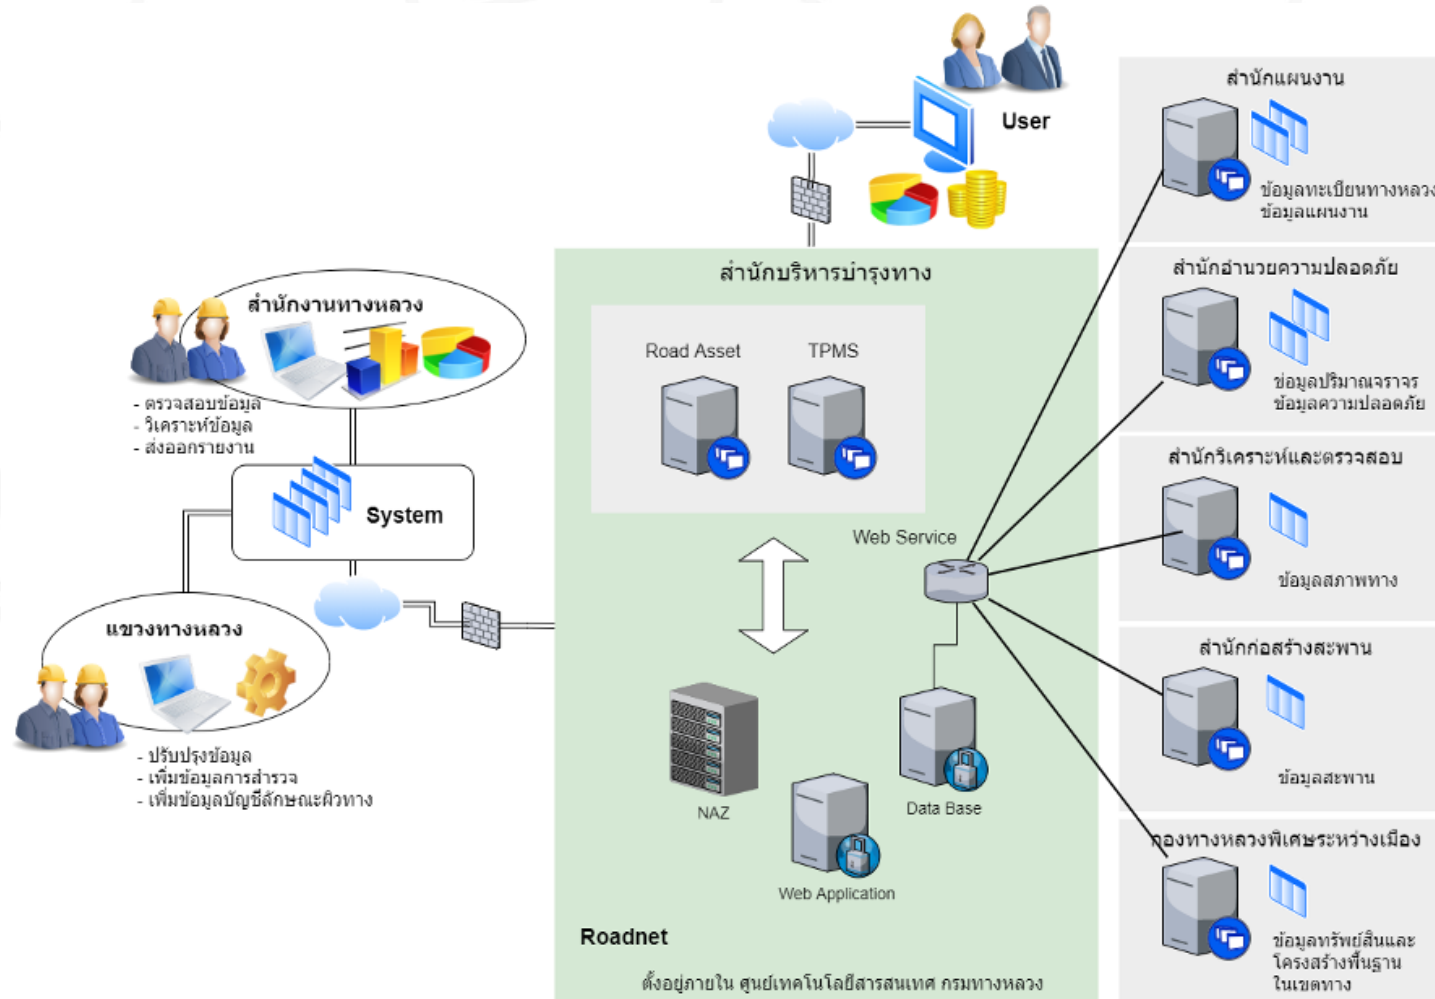 User
สำนักบริหารบำรุงทาง
Road Asset
TPMS
Web Service
NAZ
Data Base
Web Application
Roadnet
ตั้งอยู่ภายใน ศูนย์เทคโนโลยีสารสนเทศ กรมทางหลวง
สำนักงานทางหลวง
- ตรวจสอบข้อมูล
- วิเคราะห์ข้อมูล
- ส่งออกรายงาน
System
แขวงทางหลวง
- ปรับปรุงข้อมูล
- เพิ่มข้อมูลการสำรวจ
- เพิ่มข้อมูลบัญชีลักษณะผิวทาง
สำนักแผนงาน
ข้อมูลทะเบียนทางหลวง
ข้อมูลแผนงาน
สำนักอำนวยความปลอดภัย
ข่อมูลปริมาณจราจร
ข้อมูลความปลอดภัย
สำนักวิเคราะห์และตรวจสอบ
ข้อมูลสภาพทาง
สำนักก่อสร้างสะพาน
ข้อมูลสะพาน
กองทางหลวงพิเศษระหว่างเมือง
ข้อมูลทรัพย์สินและ
โครงสร้างพื้นฐาน
ในเขตทาง